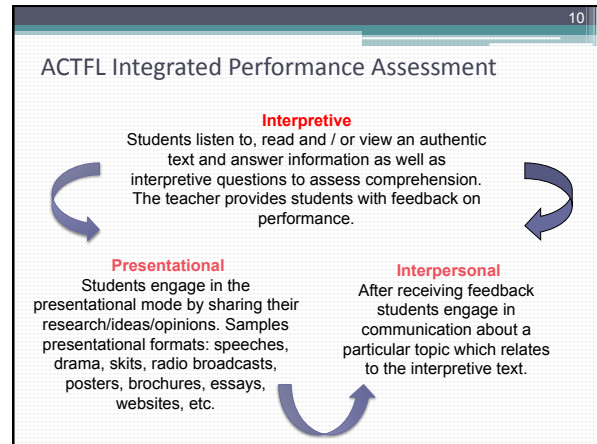 10
ACTFL Integrated Performance Assessment
Interpretive
Students listen to, read and / or view an authentic
text and answer information as well as
interpretive questions to assess comprehension.
The teacher provides students with feedback on
performance.
Presentational
Students engage in the
presentational mode by sharing their
research/ideas/opinions. Samples
presentational formats: speeches,
drama, skits, radio broadcasts,
posters, brochures, essays,
websites, etc.
Interpersonal
After receiving feedback
students engage in
communication about a
particular topic which relates
to the interpretive text.